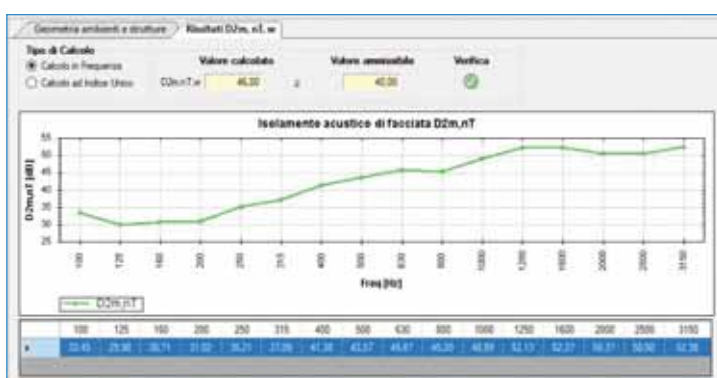 Geometria ambienti e strutture Risultati D2m, nT, w
Tipo di Calcolo
Calcolo in Frequenza
Calcolo ad Indice Unico
Valore calcolato Valore ammissibile Verifica
D2m,nT,w 46,00 ≥ 40,00
Isolamento acustico di facciata D2m,nT
D2m,nT [dB]
55
50
45
40
35
30
25
100 125 160 200 250 315 400 500 630 800 1000 1250 1600 2000 2500 3150
Freq [Hz]
D2m,nT
100 125 160 200 250 315 400 500 630 800 1000 1250 1600 2000 2500 3150